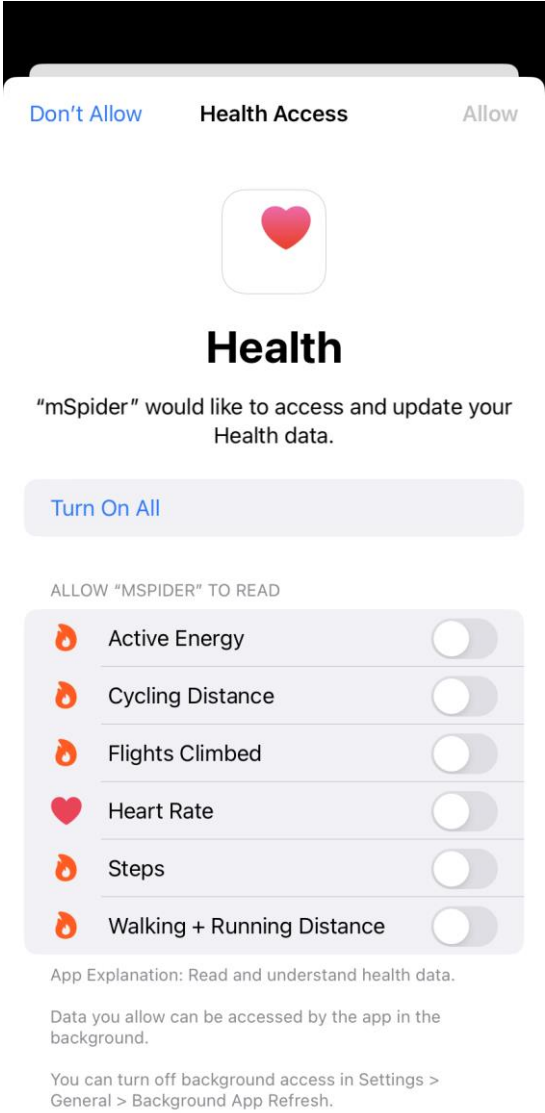 Don’t Allow Health Access Allow
Health
“mSpider” would like to access and update your
Health data.
Turn On All
ALLOW “MSPIDER” TO READ
Active Energy
Cycling Distance
Flights Climbed
Heart Rate
Steps
Walking + Running Distance
App Explanation: Read and understand health data.
Data you allow can be accessed by the app in the
background.
You can turn off background access in Settings >
General > Background App Refresh.